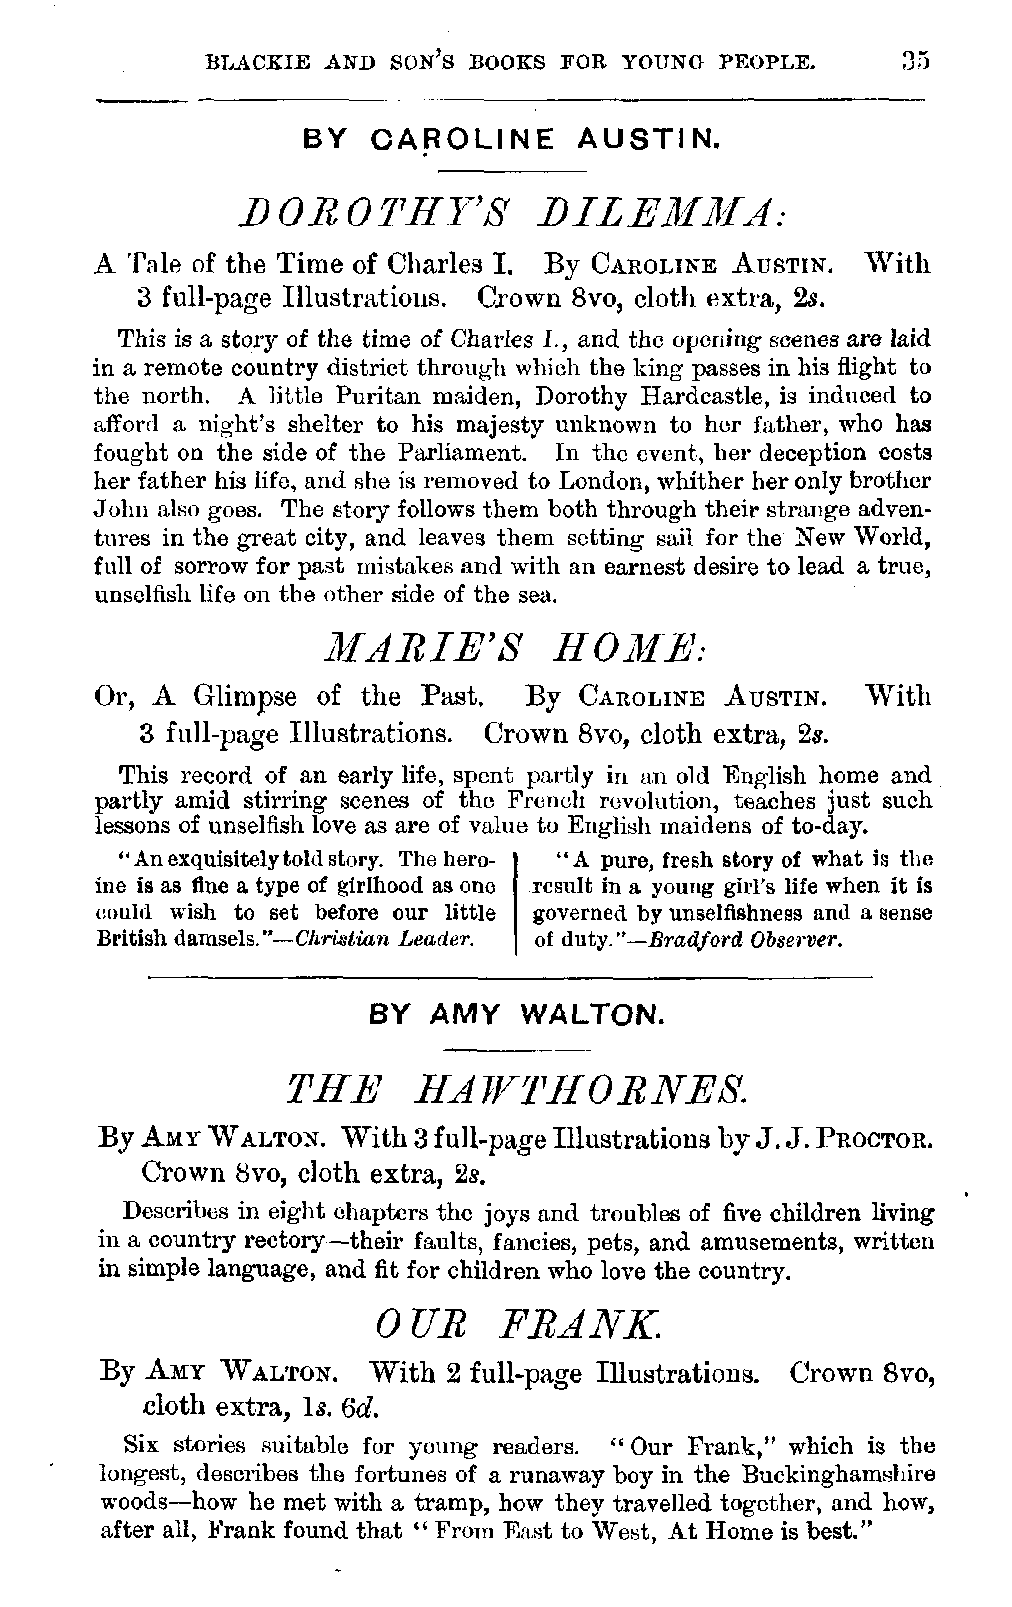 BLACKIE AND SON'S BOOKS FOR YOUNG PEOPLE. 35
BY CAROLINE AUSTIN.
DOROTHY'S DILEMMA:
A Tale of the Time of Charles I. By CAROLINE AUSTIN. With
3 full-page Illustrations. Crown 8vo, cloth extra, 2s.
This is a story of the time of Charles I., and the opening scenes are laid
in a remote country district through which the king passes in his flight to
the north. A little Puritan maiden, Dorothy Hardcastle, is induced to
afford a night's shelter to his majesty unknown to her father, who has
fought on the side of the Parliament. In the event, her deception costs
her father his life, and she is removed to London, whither her only brother
John also goes. The story follows them both through their strange adven-
tures in the great city, and leaves them setting sail for the New World,
full of sorrow for past mistakes and with an earnest desire to lead a true,
unselfish life on the other side of the sea.
MARIE'S HOME:
Or, A Glimpse of the Past. By CAROLINE AUSTIN. With
3 full-page Illustrations. Crown 8vo, cloth extra, 2s.
This record of an early life, spent partly in an old English home and
partly amid stirring scenes of the French revolution, teaches just such
lessons of unselfish love as are of value to English maidens of to-day.
"An exquisitely told story. The hero-
ine is as fine a type of girlhood as one
could wish to set before our little
British damsels."—Christian Leader.
"A pure, fresh story of what is the
result in a young girl's life when it is
governed by unselfishness and a sense
of duty."—Bradford Observer.
BY AMY WALTON.
THE HAWTHORNES.
By AMY WALTON. With 3 full-page Illustrations by J. J. PROCTOR.
Crown 8vo, cloth extra, 2s.
Describes in eight chapters the joys and troubles of five children living
in a country rectory—their faults, fancies, pets, and amusements, written
in simple language, and fit for children who love the country.
OUR FRANK.
By AMY WALTON. With 2 full-page Illustrations. Crown 8vo,
cloth extra, 1s. 6d.
Six stories suitable for young readers. "Our Frank," which is the
longest, describes the fortunes of a runaway boy in the Buckinghamshire
woods—how he met with a tramp, how they travelled together, and how,
after all, Frank found that "From East to West, At Home is best."